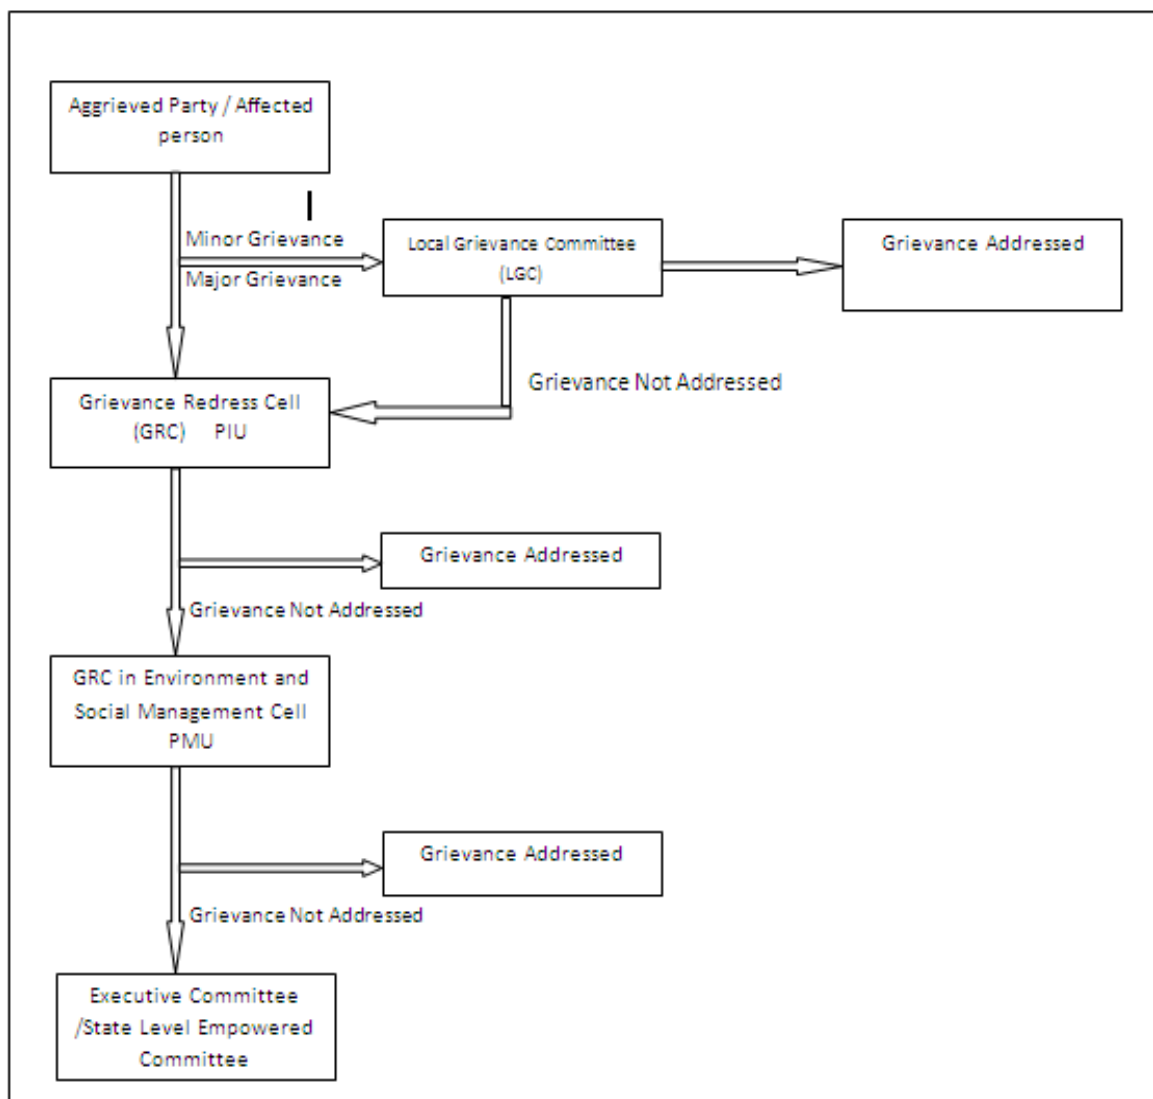 Aggrieved Party / Affected
person
Minor Grievance
Major Grievance
Local Grievance Committee
(LGC)
Grievance Addressed
Grievance Not Addressed
Grievance Redress Cell
(GRC) PIU
Grievance Addressed
Grievance Not Addressed
GRC in Environment and
Social Management Cell
PMU
Grievance Addressed
Grievance Not Addressed
Executive Committee
/State Level Empowered
Committee